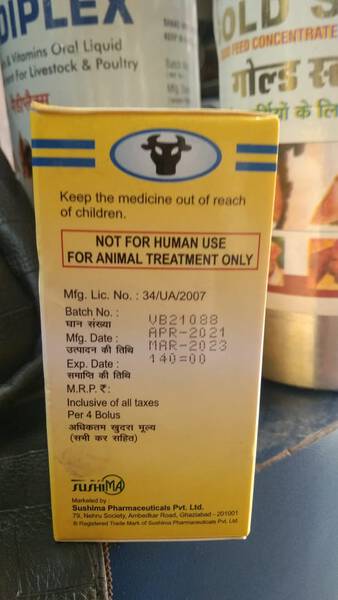 DIPLEX
& Vitamins Oral Liquid
ent For Livestock & Poultry
OLD S
FEED CONCENTRATE
गोल्ड स्
Keep the medicine out of reach
of children.
NOT FOR HUMAN USE
FOR ANIMAL TREATMENT ONLY
Mfg. Lic. No. : 34/UA/2007
Batch No. : VB21088
घान संख्या
Mfg. Date : APR-2021
उत्पादन की तिथि MAR-2023
Exp. Date : 140=00
समाप्ति की तिथि
M.R.P. ₹:
Inclusive of all taxes
Per 4 Bolus
अधिकतम खुदरा मूल्य
(सभी कर सहित)
SUSHIMA
Marketed by :
Sushima Pharmaceuticals Pvt. Ltd.
79, Nehru Society, Ambedkar Road, Ghaziabad - 201001
® Registered Trade Mark of Sushima Pharmaceuticals Pvt. Ltd